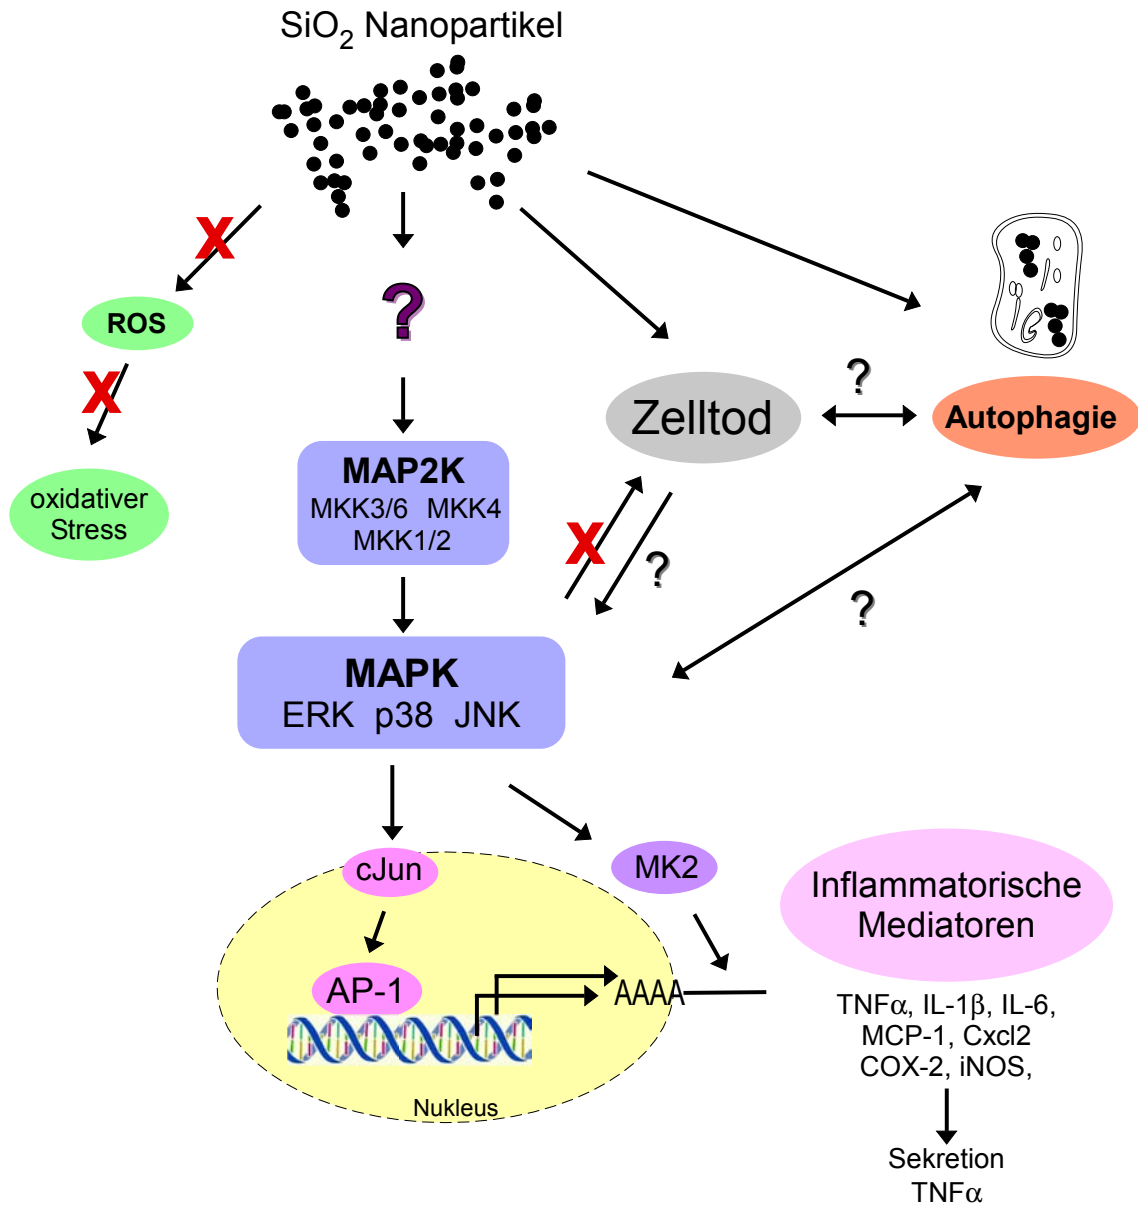 SiO2 Nanopartikel
X
ROS
?
X
?
Zelltod
Autophagie
oxidativer
Stress
MAP2K
MKK3/6 MKK4
MKK1/2
X
?
?
MAPK
ERK p38 JNK
cJun
MK2
Inflammatorische
Mediatoren
AP-1
AAAA
TNFα, IL-1β, IL-6,
MCP-1, Cxcl2
COX-2, iNOS,
Nukleus
Sekretion
TNFα